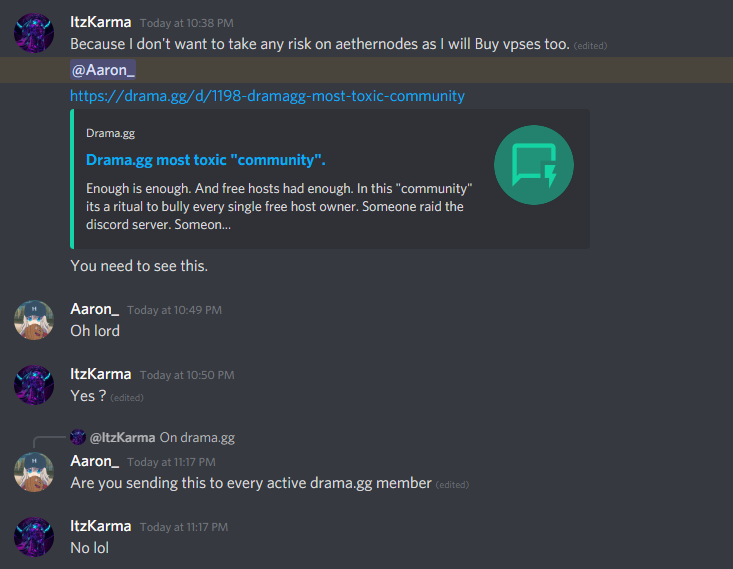 ItzKarma Today at 10:38 PM
Because I don't want to take any risk on aethernodes as I will Buy vpses too. (edited)
@Aaron_
https://drama.gg/d/1198-dramagg-most-toxic-community
Drama.gg
Drama.gg most toxic "community".
Enough is enough. And free hosts had enough. In this "community"
its a ritual to bully every single free host owner. Someone raid the
discord server. Someon...
You need to see this.
Aaron_ Today at 10:49 PM
Oh lord
ItzKarma Today at 10:50 PM
Yes ? (edited)
@ItzKarma On drama.gg
Aaron_ Today at 11:17 PM
Are you sending this to every active drama.gg member (edited)
ItzKarma Today at 11:17 PM
No lol